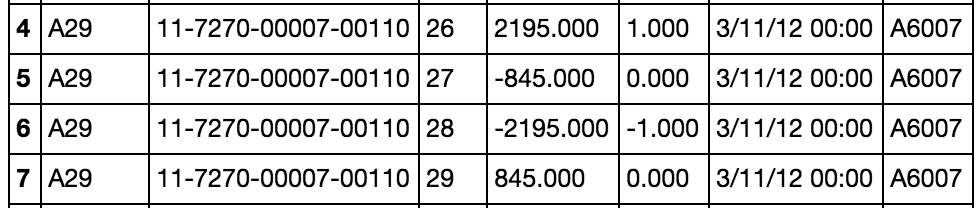 4 A29 11-7270-00007-00110 26 2195.000 1.000 3/11/12 00:00 A6007
5 A29 11-7270-00007-00110 27 -845.000 0.000 3/11/12 00:00 A6007
6 A29 11-7270-00007-00110 28 -2195.000 -1.000 3/11/12 00:00 A6007
7 A29 11-7270-00007-00110 29 845.000 0.000 3/11/12 00:00 A6007